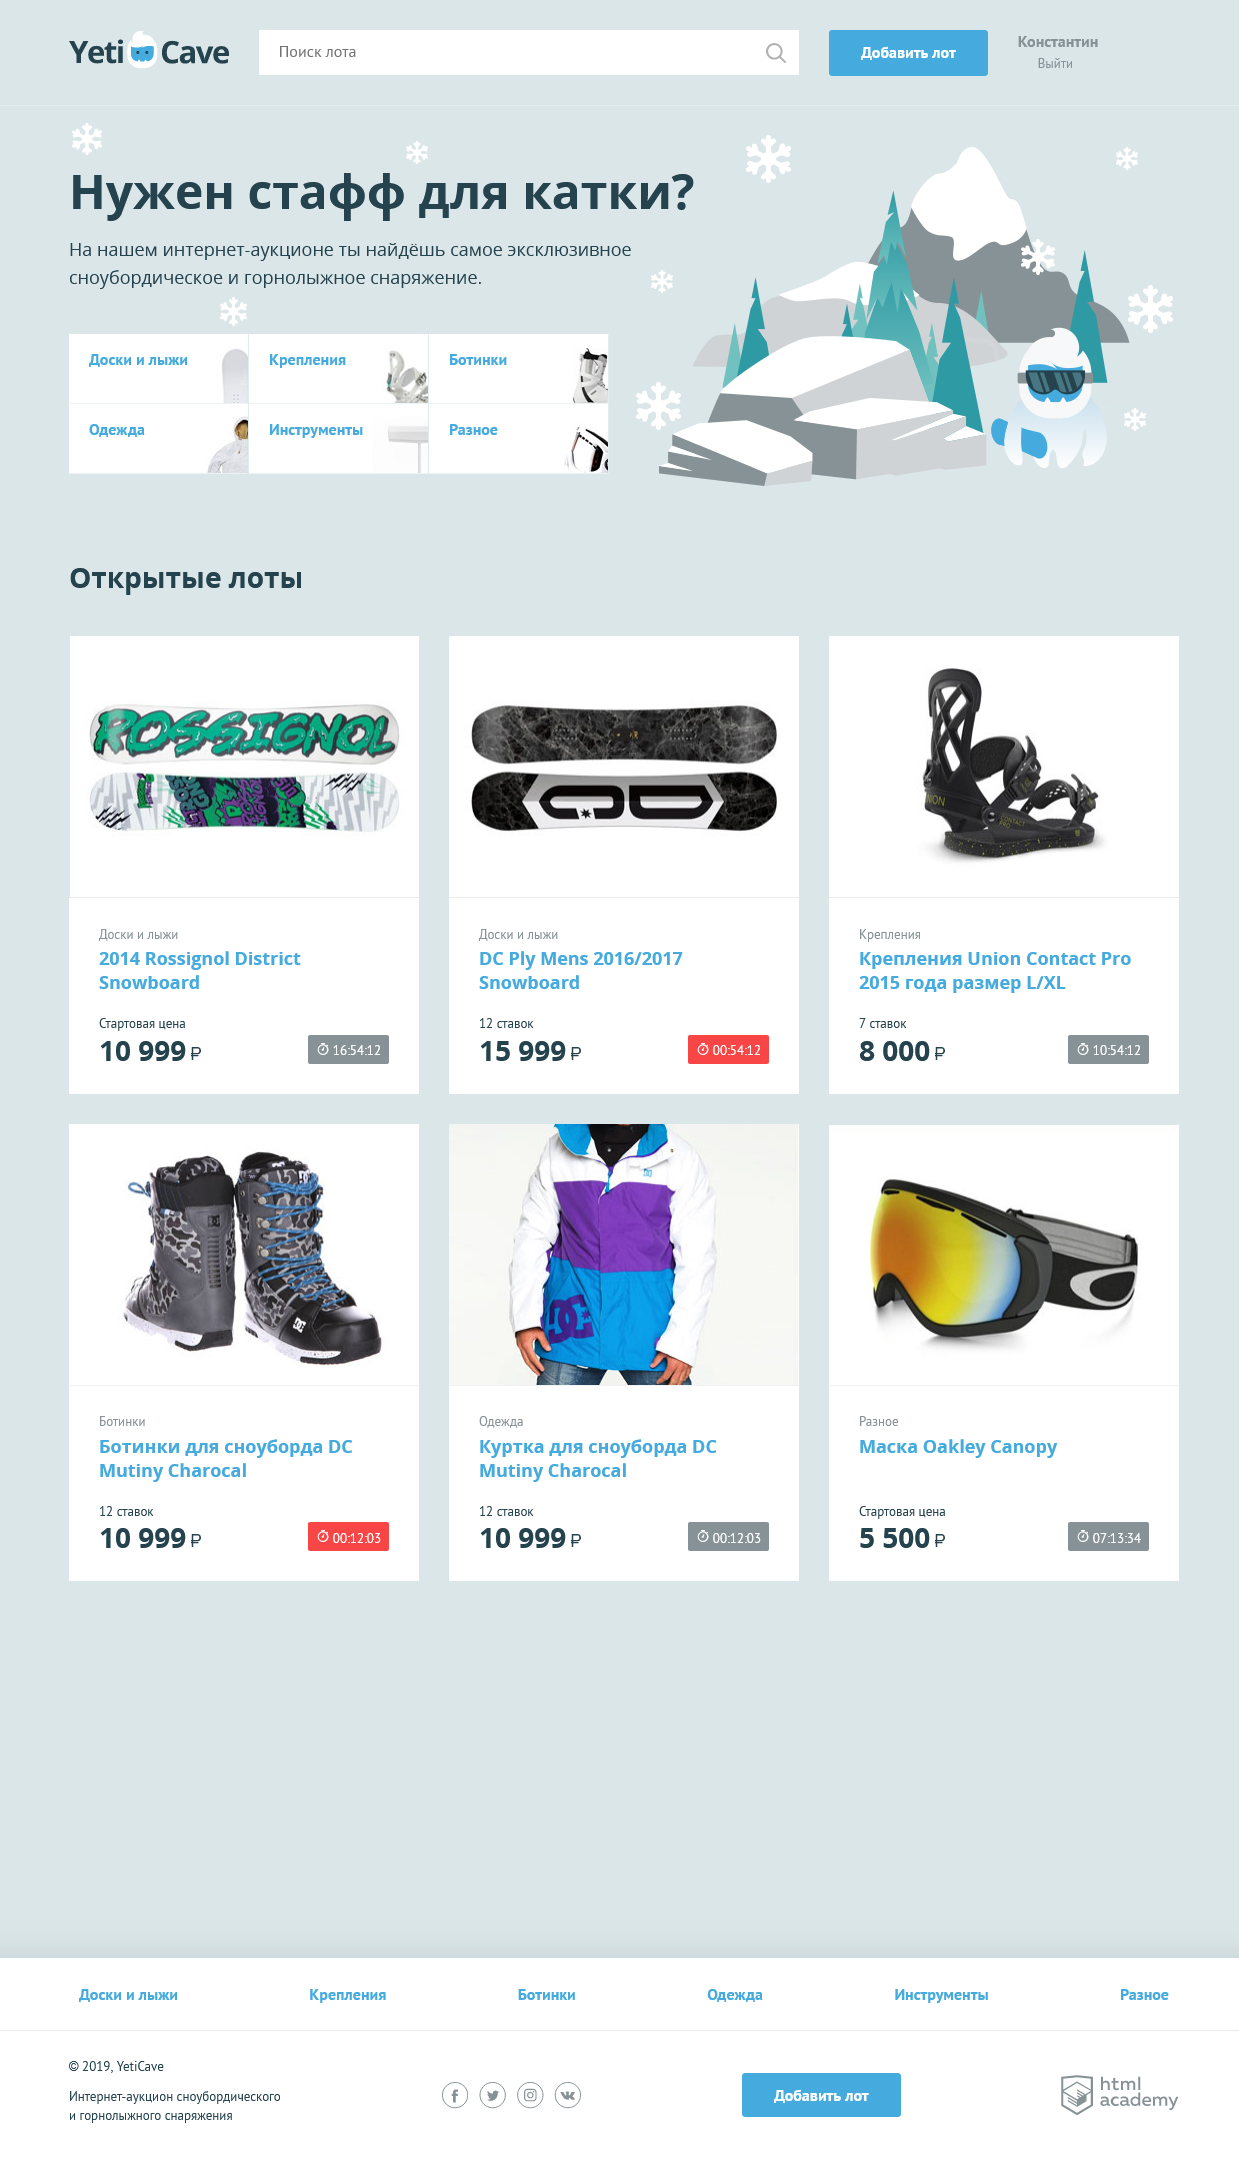 Yeti Cave
Поиск лота
Добавить лот
Константин
Выйти
Нужен стафф для катки?
На нашем интернет-аукционе ты найдёшь самое эксклюзивное
сноубордическое и горнолыжное снаряжение.
Доски и лыжи
Крепления
Ботинки
Одежда
Инструменты
Разное
Открытые лоты
ROSSIGNOL
Доски и лыжи
2014 Rossignol District
Snowboard
Стартовая цена
10 999 ₽
16:54:12
Доски и лыжи
DC Ply Mens 2016/2017
Snowboard
12 ставок
15 999 ₽
00:54:12
Крепления
Крепления Union Contact Pro
2015 года размер L/XL
7 ставок
8 000 ₽
10:54:12
Ботинки
Ботинки для сноуборда DC
Mutiny Charocal
12 ставок
10 999 ₽
00:12:03
Одежда
Куртка для сноуборда DC
Mutiny Charocal
12 ставок
10 999 ₽
00:12:03
Разное
Маска Oakley Canopy
Стартовая цена
5 500 ₽
07:13:34
Доски и лыжи
Крепления
Ботинки
Одежда
Инструменты
Разное
© 2019, YetiCave
Интернет-аукцион сноубордического
и горнолыжного снаряжения
Добавить лот
html
academy